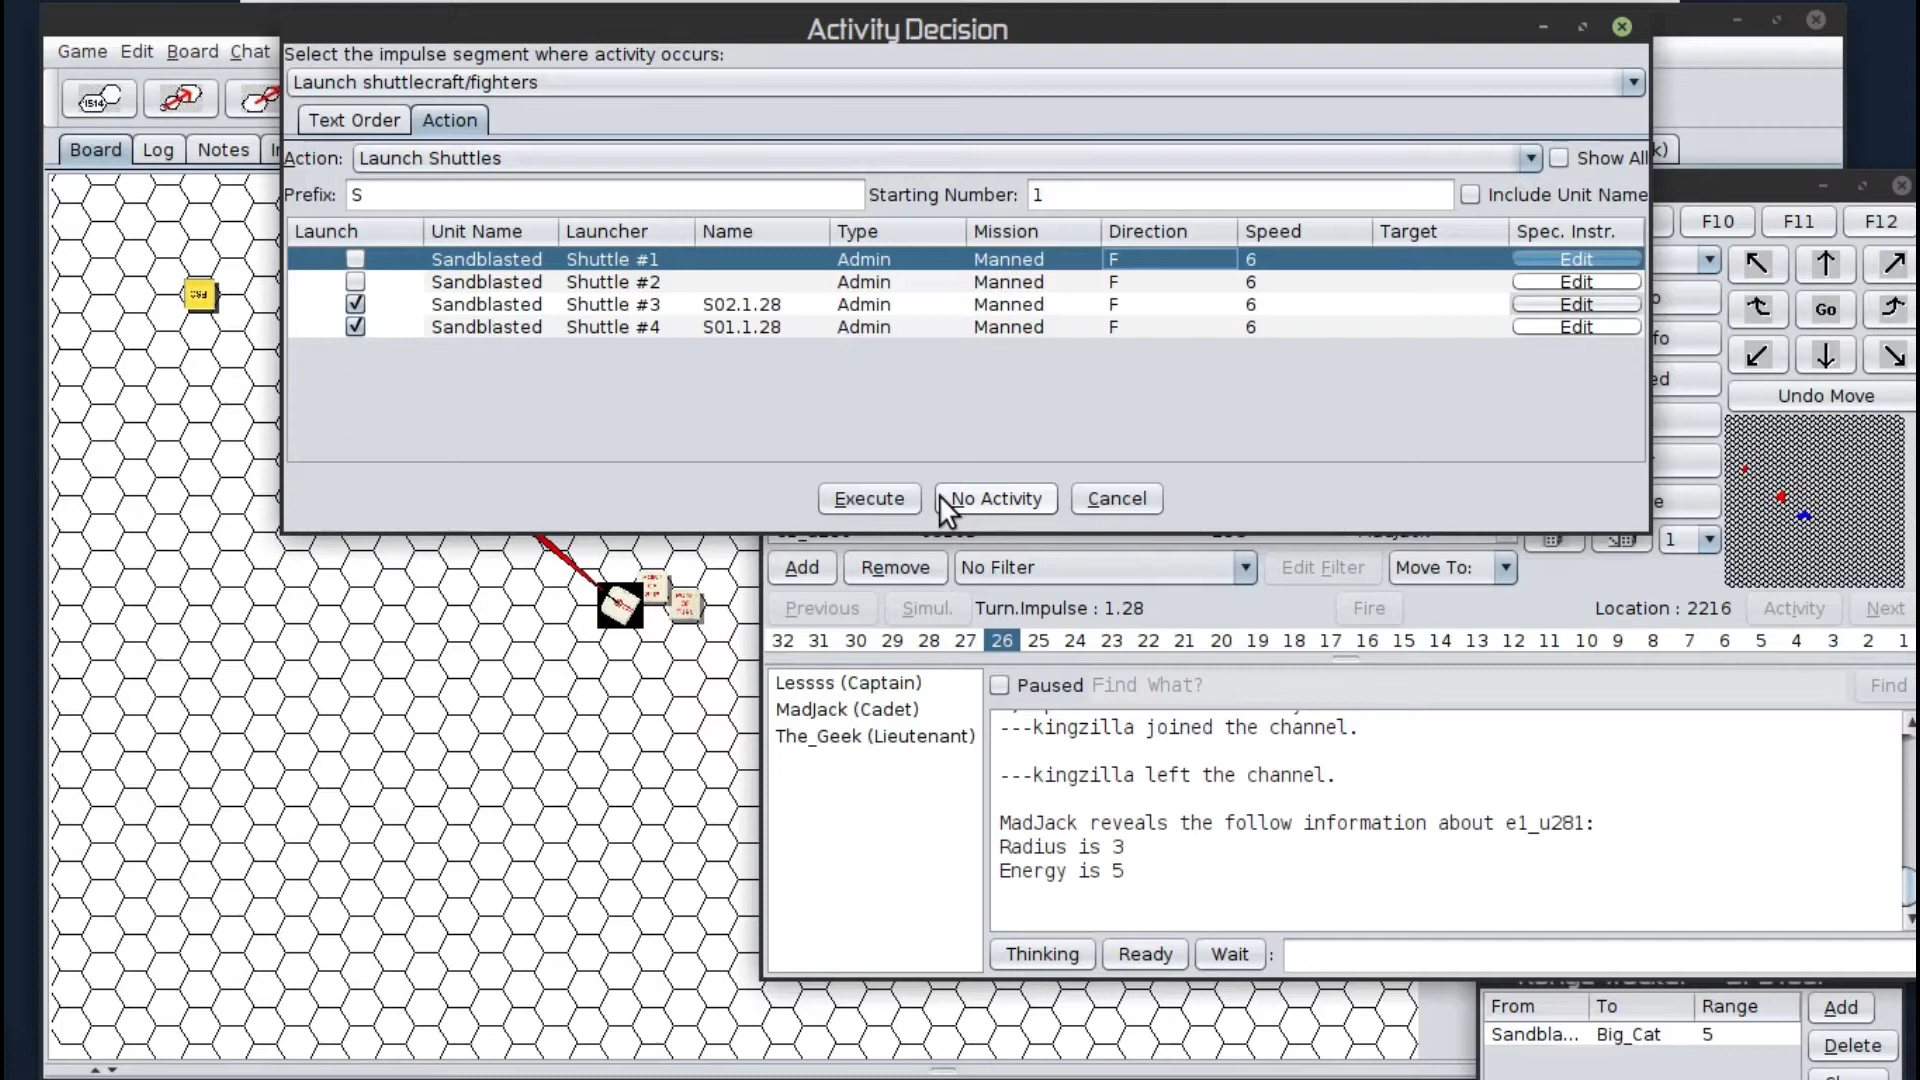 Activity Decision
Game Edit Board Chat
Select the impulse segment where activity occurs:
Launch shuttlecraft/fighters
Text Order Action
Board Log Notes
Action: Launch Shuttles Show All
Prefix: S Starting Number: 1 Include Unit Name
Launch Unit Name Launcher Name Type Mission Direction Speed Target Spec. Instr.
Sandblasted Shuttle #1 Admin Manned F 6 Edit
Sandblasted Shuttle #2 Admin Manned F 6 Edit
Sandblasted Shuttle #3 S02.1.28 Admin Manned F 6 Edit
Sandblasted Shuttle #4 S01.1.28 Admin Manned F 6 Edit
Execute No Activity Cancel
F10 F11 F12
Go
Undo Move
Add Remove No Filter Edit Filter Move To: 1
Previous Simul. Turn.Impulse : 1.28 Fire Location : 2216 Activity Next
32 31 30 29 28 27 26 25 24 23 22 21 20 19 18 17 16 15 14 13 12 11 10 9 8 7 6 5 4 3 2 1
Lessss (Captain)
MadJack (Cadet)
The_Geek (Lieutenant)
Paused Find What? Find
---kingzilla joined the channel.
---kingzilla left the channel.
MadJack reveals the follow information about e1_u281:
Radius is 3
Energy is 5
Thinking Ready Wait :
From To Range Add
Sandbla... Big_Cat 5 Delete